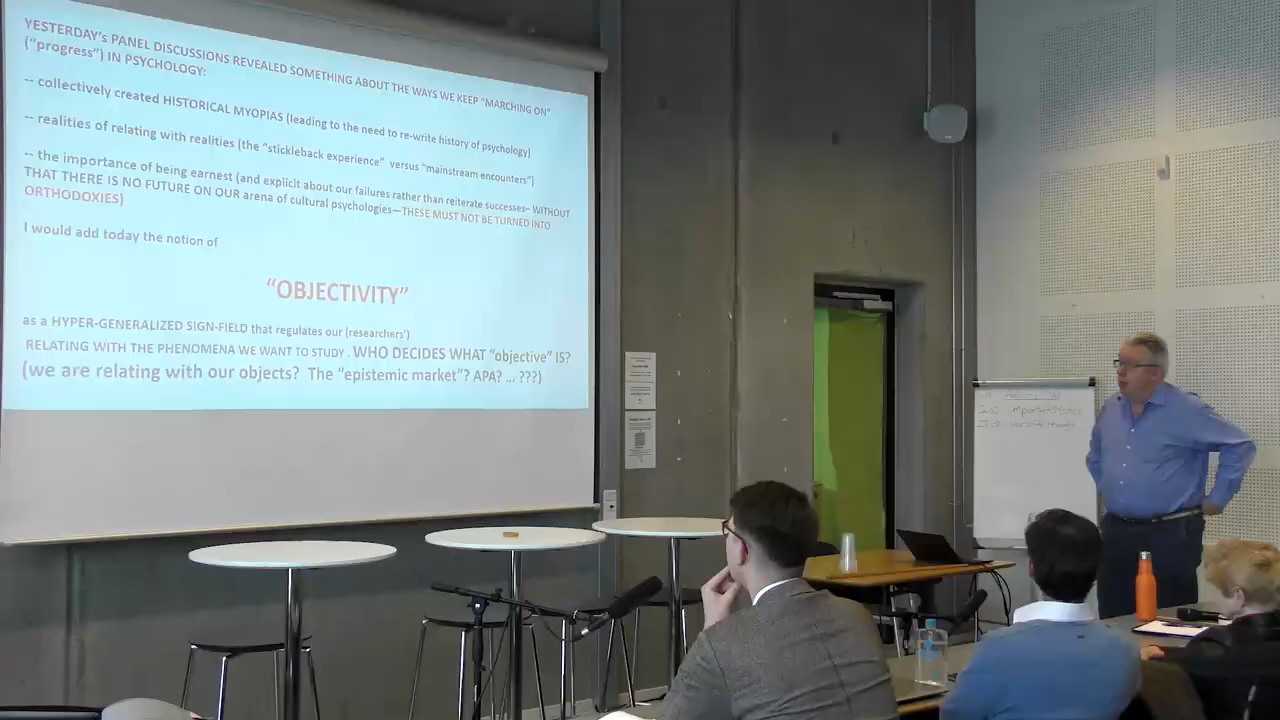 YESTERDAY's PANEL DISCUSSIONS REVEALED SOMETHING ABOUT THE WAYS WE KEEP "MARCHING ON"
("progress") IN PSYCHOLOGY:
-- collectively created HISTORICAL MYOPIAS (leading to the need to re-write history of psychology)
-- realities of relating with realities (the "stickleback experience" versus "mainstream encounters")
-- the importance of being earnest (and explicit about our failures rather than reiterate successes– WITHOUT
THAT THERE IS NO FUTURE ON OUR arena of cultural psychologies—THESE MUST NOT BE TURNED INTO
ORTHODOXIES)
I would add today the notion of
"OBJECTIVITY"
as a HYPER-GENERALIZED SIGN-FIELD that regulates our (researchers')
RELATING WITH THE PHENOMENA WE WANT TO STUDY . WHO DECIDES WHAT "objective" IS?
(we are relating with our objects? The "epistemic market"? APA? ... ???)